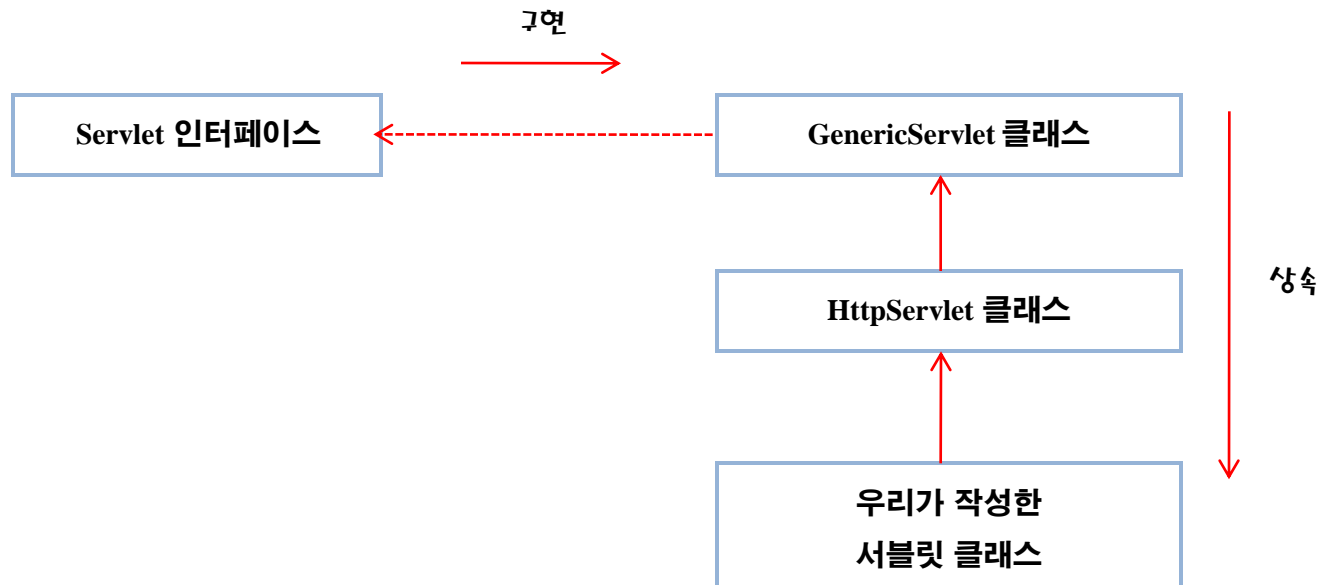 구현
Servlet 인터페이스
GenericServlet 클래스
HttpServlet 클래스
상속
우리가 작성한
서블릿 클래스